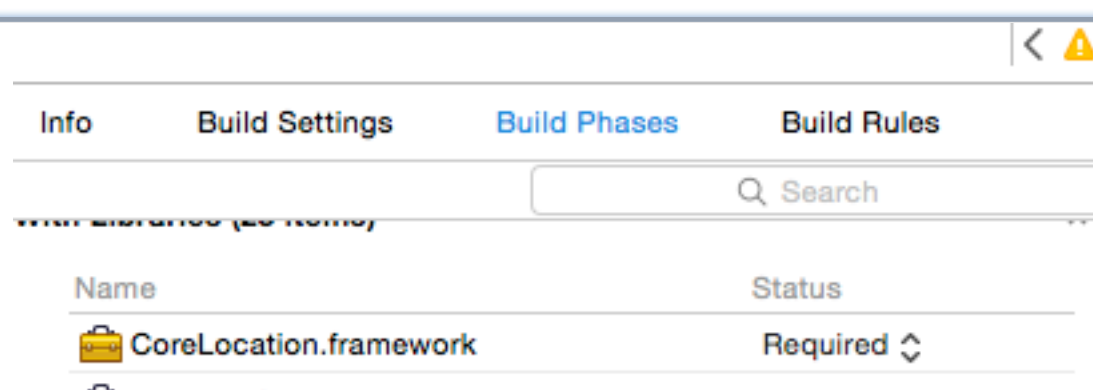 Info Build Settings Build Phases Build Rules
Search
Name Status
CoreLocation.framework Required